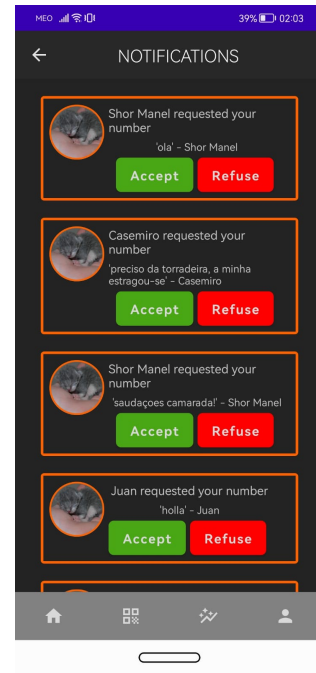 MEO 39% 02:03
NOTIFICATIONS
Shor Manel requested your
number
'ola' - Shor Manel
Accept Refuse
Casemiro requested your
number
'preciso da torradeira, a minha
estragou-se' - Casemiro
Accept Refuse
Shor Manel requested your
number
'saudaçoes camarada!' - Shor Manel
Accept Refuse
Juan requested your number
'holla' - Juan
Accept Refuse